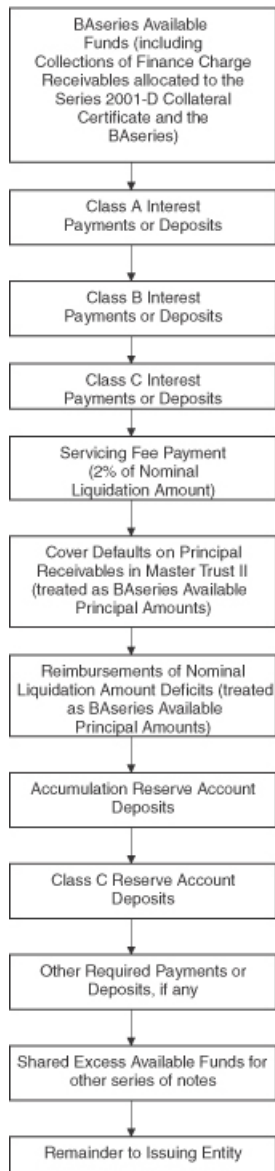 BAseries Available
Funds (including
Collections of Finance Charge
Receivables allocated to the
Series 2001-D Collateral
Certificate and the
BAseries)
Class A Interest
Payments or Deposits
Class B Interest
Payments or Deposits
Class C Interest
Payments or Deposits
Servicing Fee Payment
(2% of Nominal
Liquidation Amount)
Cover Defaults on Principal
Receivables in Master Trust II
(treated as BAseries Available
Principal Amounts)
Reimbursements of Nominal
Liquidation Amount Deficits (treated
as BAseries Available
Principal Amounts)
Accumulation Reserve Account
Deposits
Class C Reserve Account
Deposits
Other Required Payments or
Deposits, if any
Shared Excess Available Funds for
other series of notes
Remainder to Issuing Entity